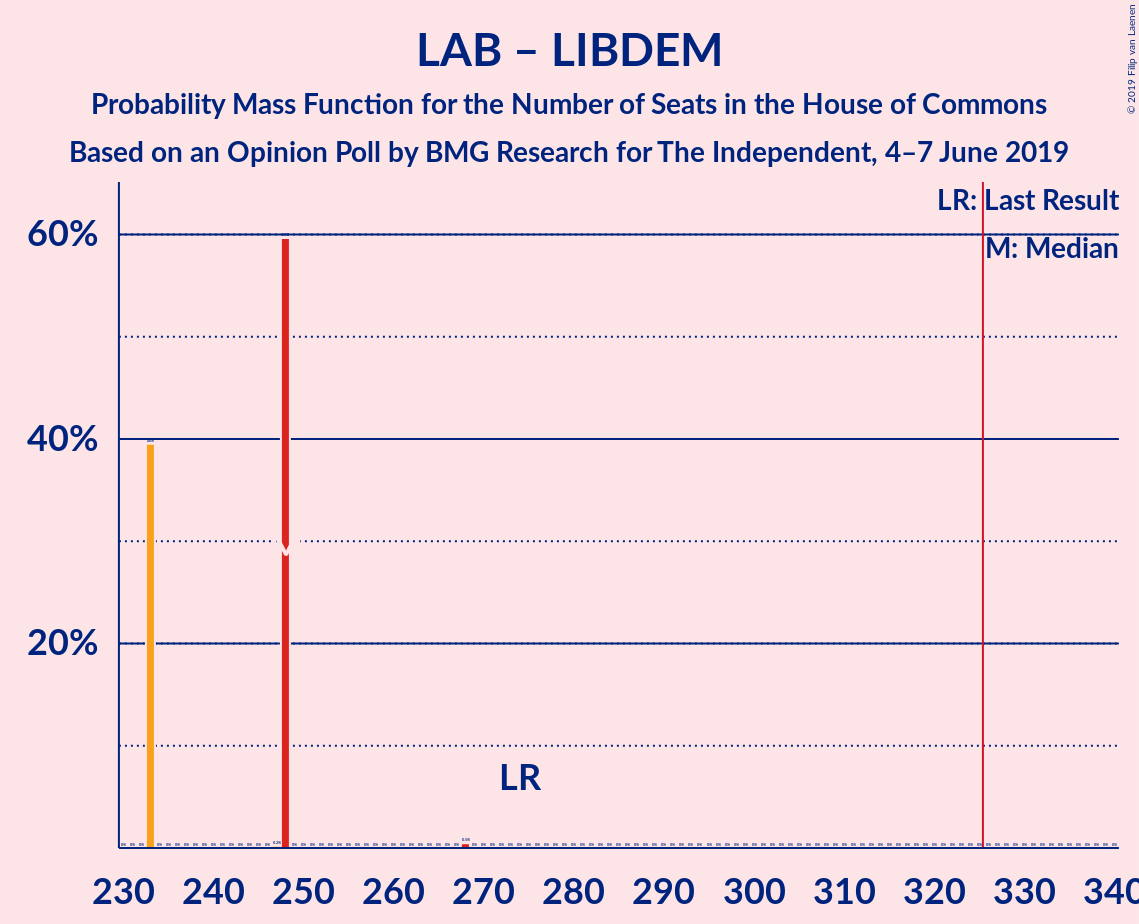 LAB – LIBDEM
Probability Mass Function for the Number of Seats in the House of Commons
Based on an Opinion Poll by BMG Research for The Independent, 4–7 June 2019
© 2019 Filip van Laenen
LR: Last Result
M: Median
60%
40%
20%
M
LR
230 240 250 260 270 280 290 300 310 320 330 340